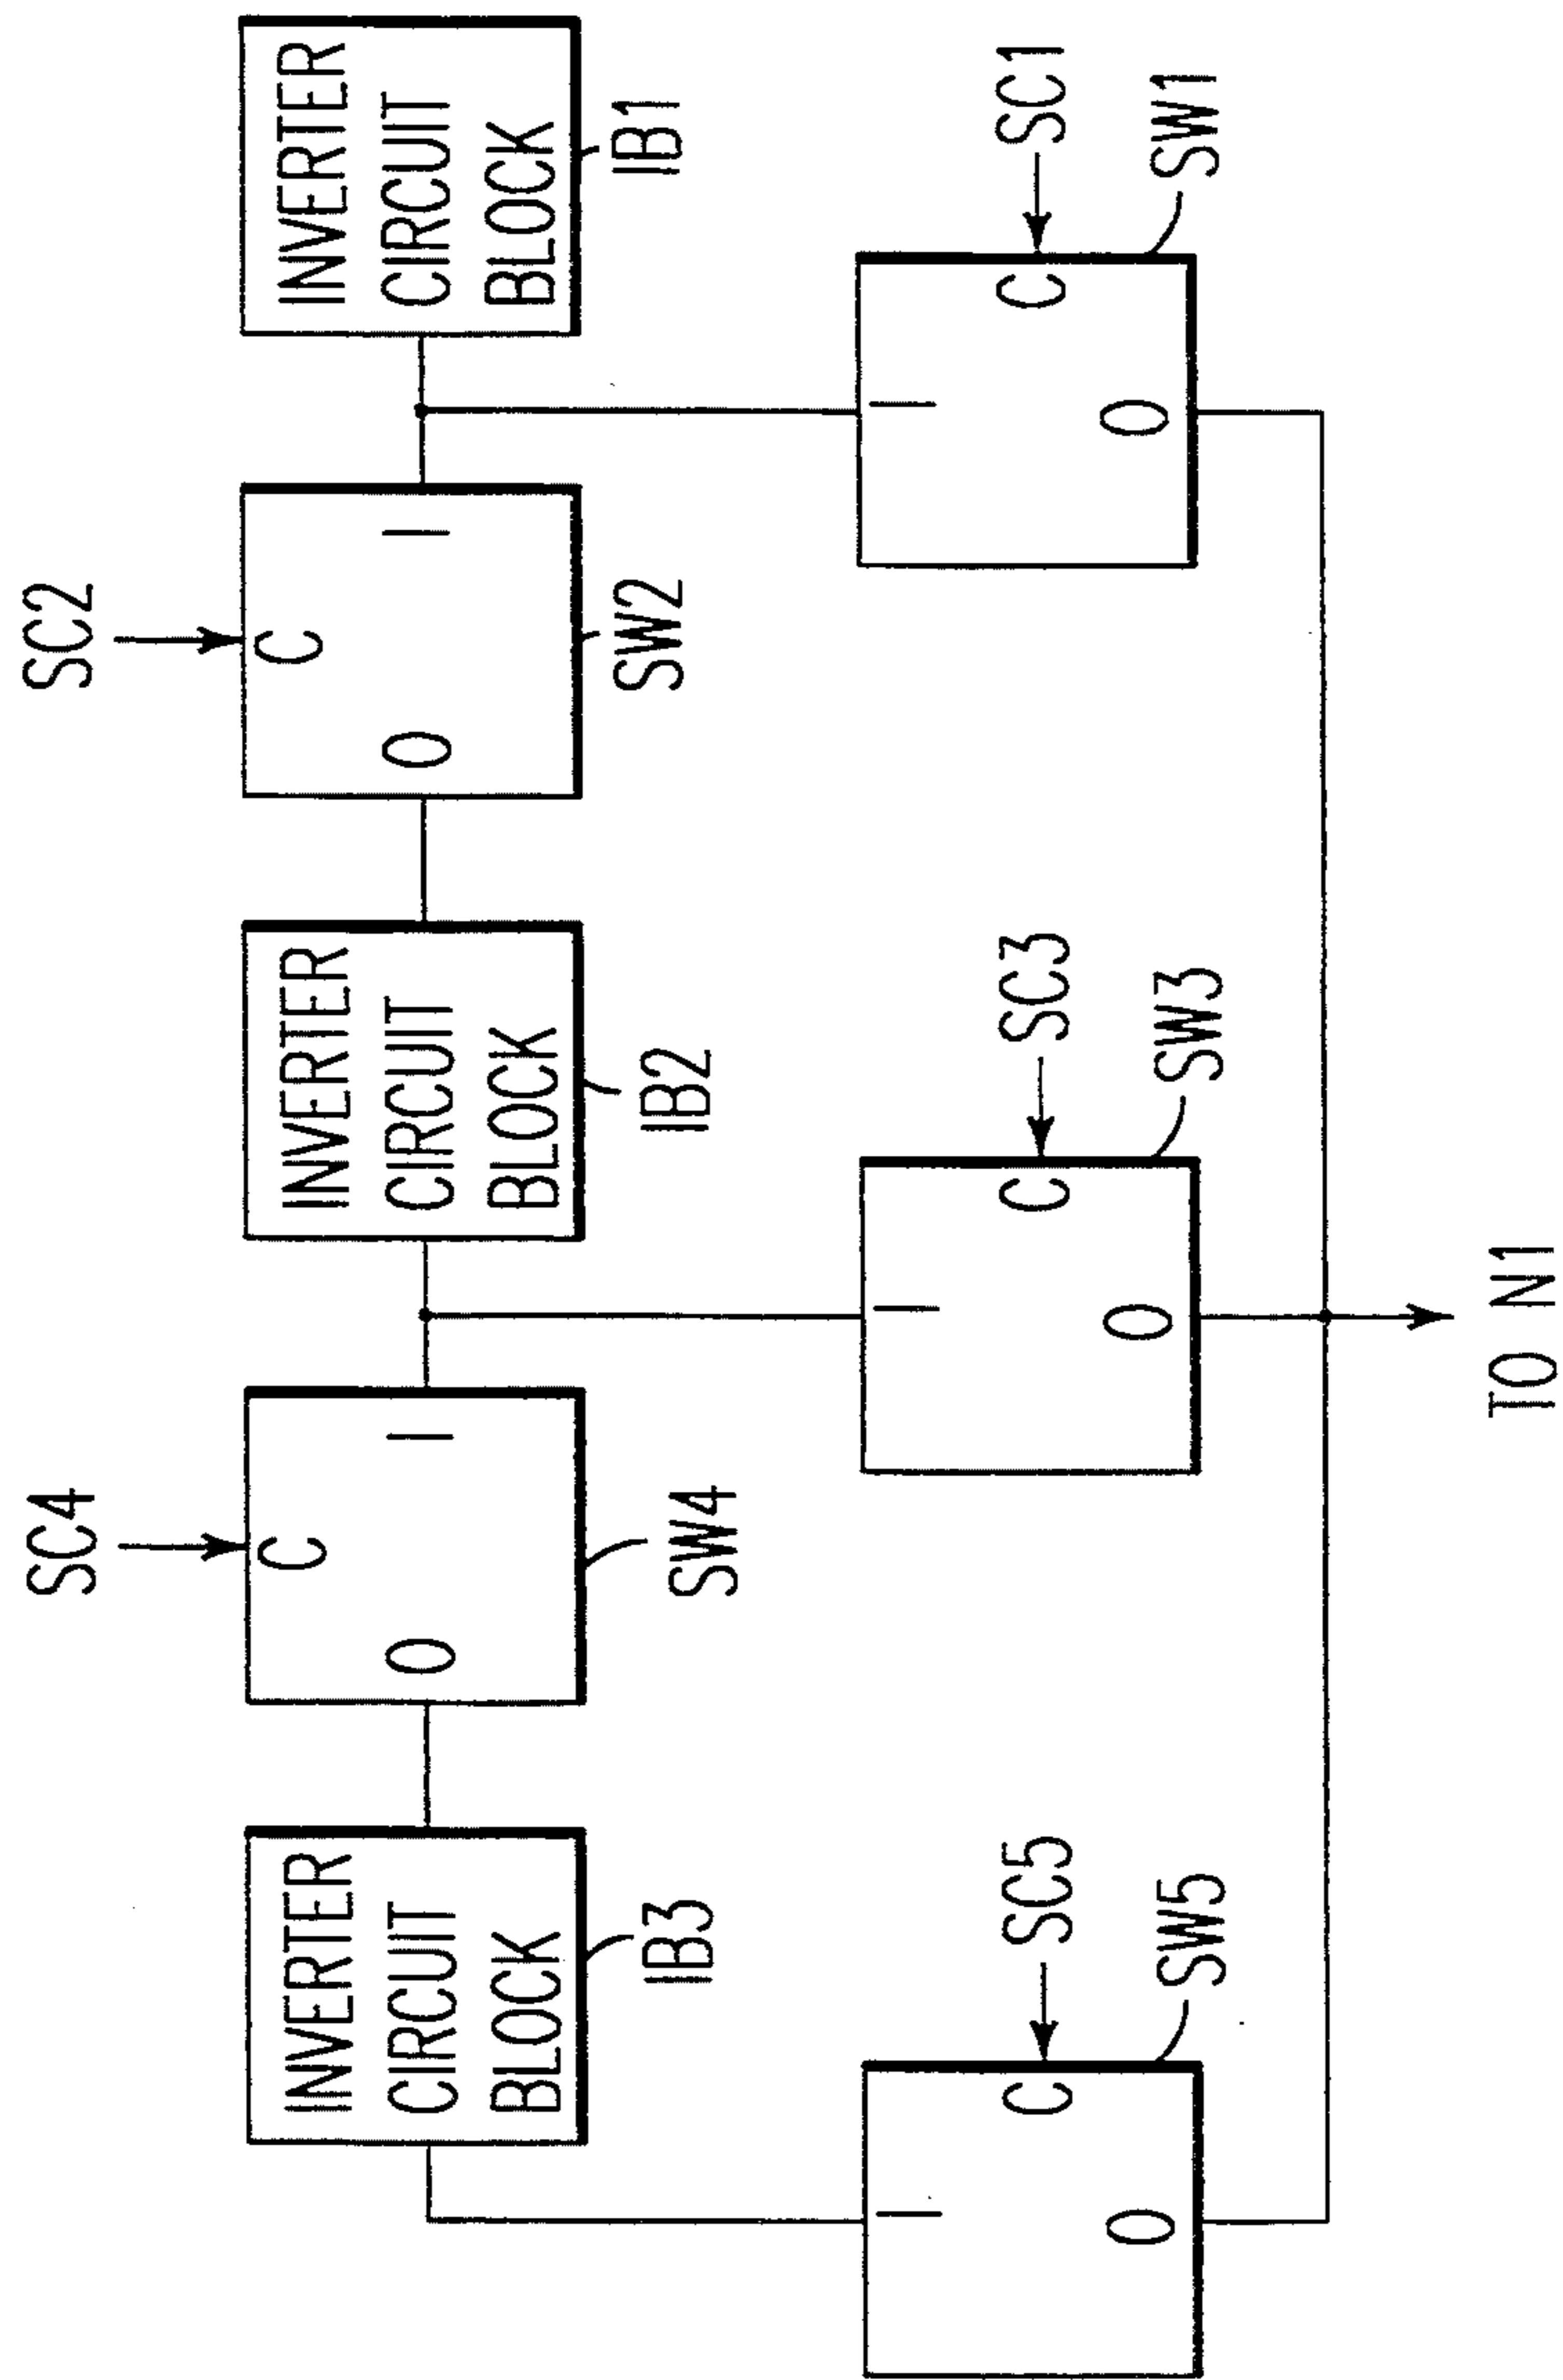 INVERTER
CIRCUIT
BLOCK
IB3
SC4
C
O
I
SW4
INVERTER
CIRCUIT
BLOCK
IB2
SC2
C
O
I
SW2
INVERTER
CIRCUIT
BLOCK
IB1
I
C
O
SC5
SW5
I
C
O
SC3
SW3
I
C
O
SC1
SW1
TO N1